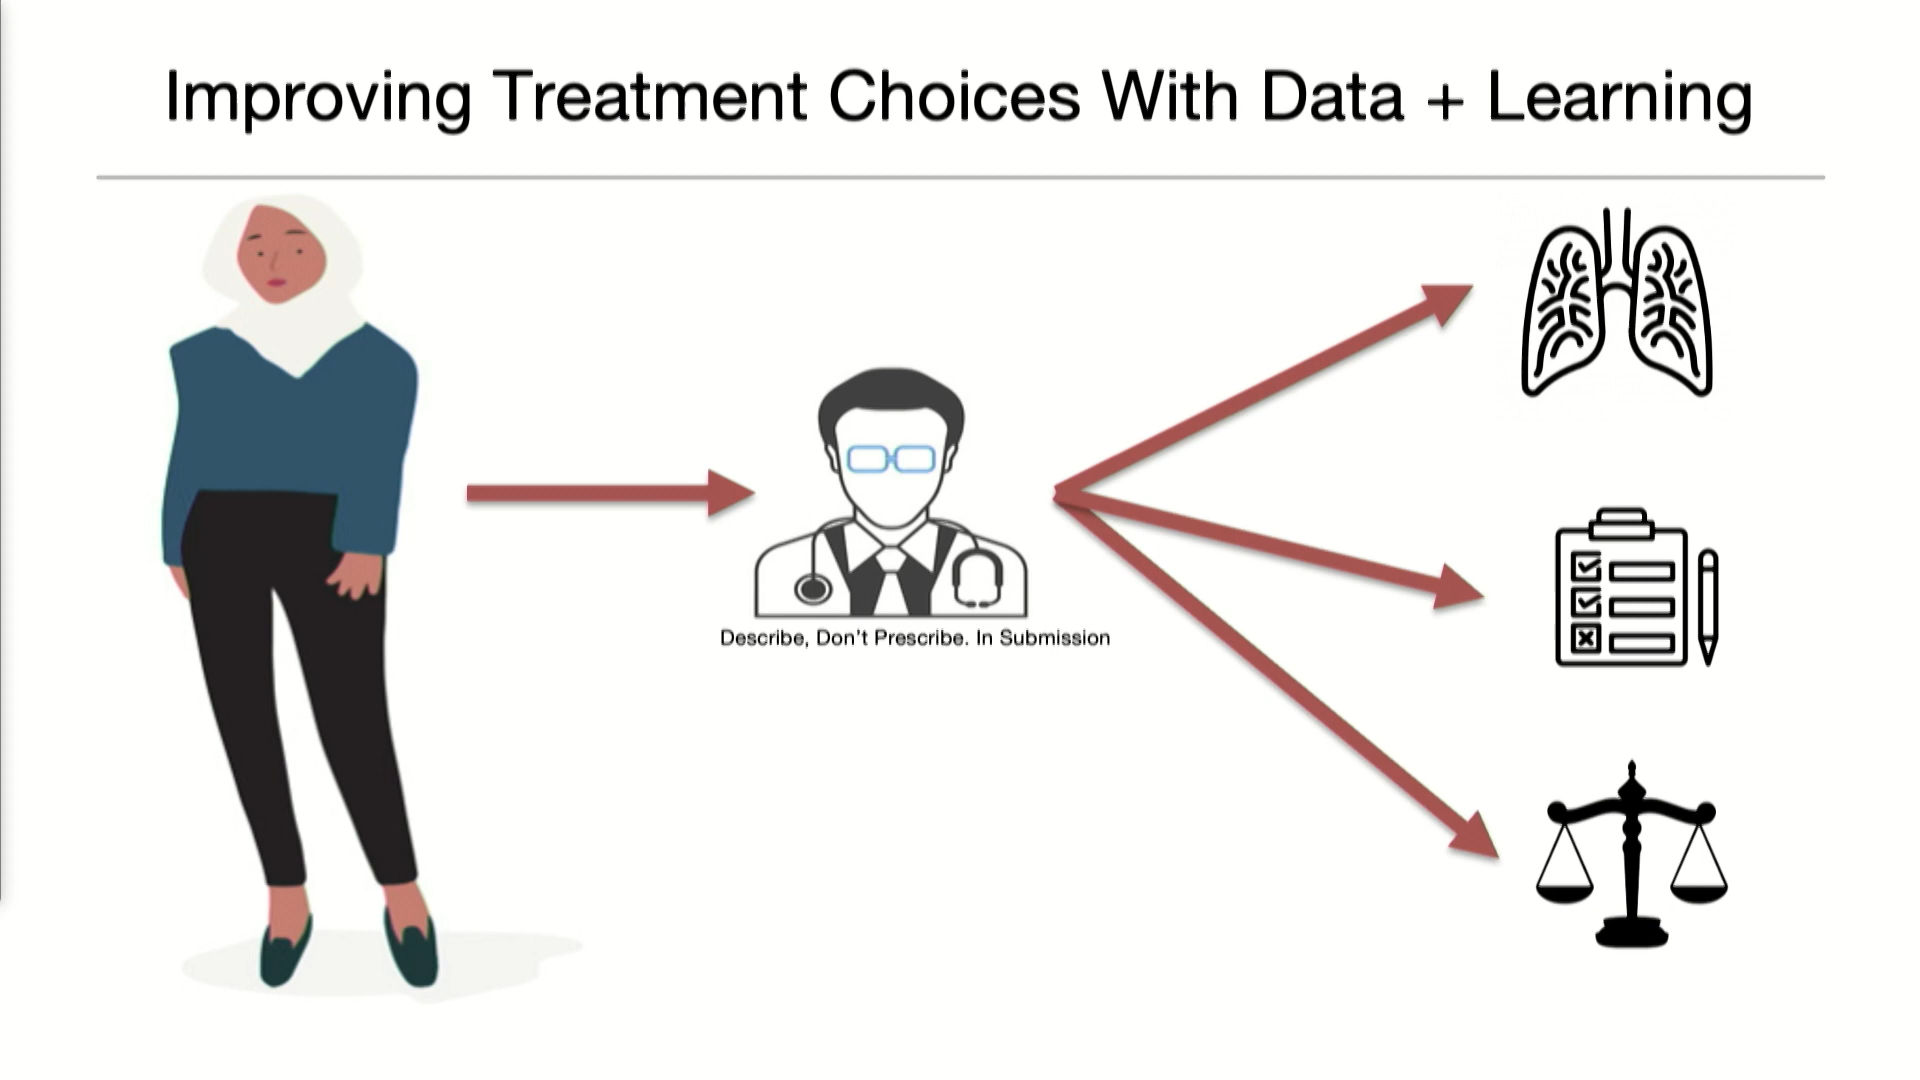 Improving Treatment Choices With Data + Learning
Describe, Don't Prescribe. In Submission